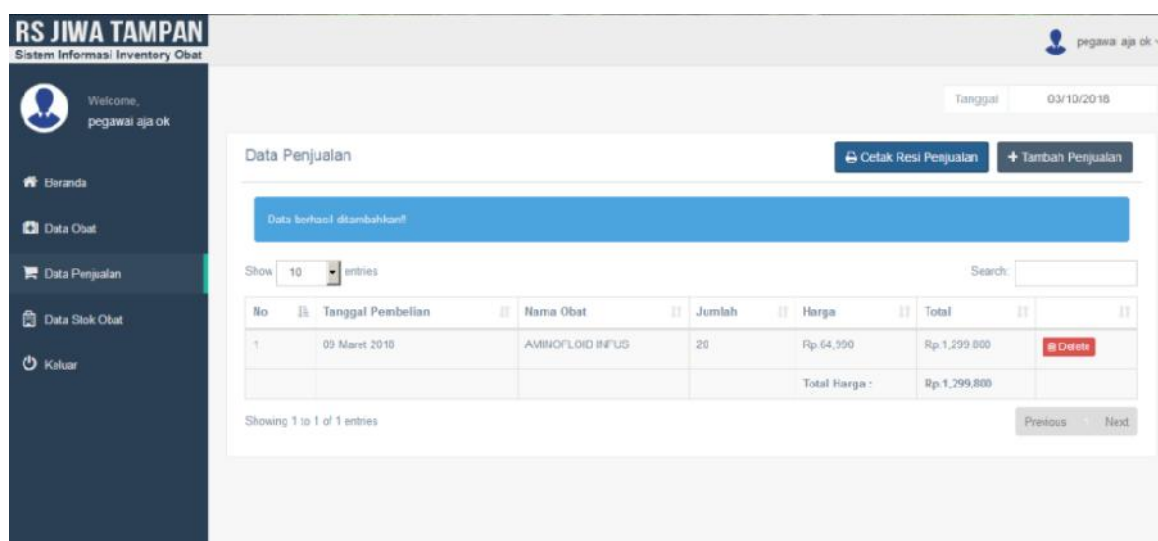 RS JIWA TAMPAN
Sistem Informasi Inventory Obat
pegawai aja ok
Welcome,
pegawai aja ok
Tanggal 03/10/2018
Data Penjualan
Cetak Resi Penjualan
+ Tambah Penjualan
Beranda
Data Obat
Data Penjualan
Data Stok Obat
Keluar
Data berhasil ditambahkan!!
Show 10 entries
Search:
No Tanggal Pembelian Nama Obat Jumlah Harga Total
1 09 Maret 2018 AMINOFLOID INFUS 20 Rp.64,990 Rp.1,299,800 Delete
Total Harga : Rp.1,299,800
Showing 1 to 1 of 1 entries
Previous 1 Next